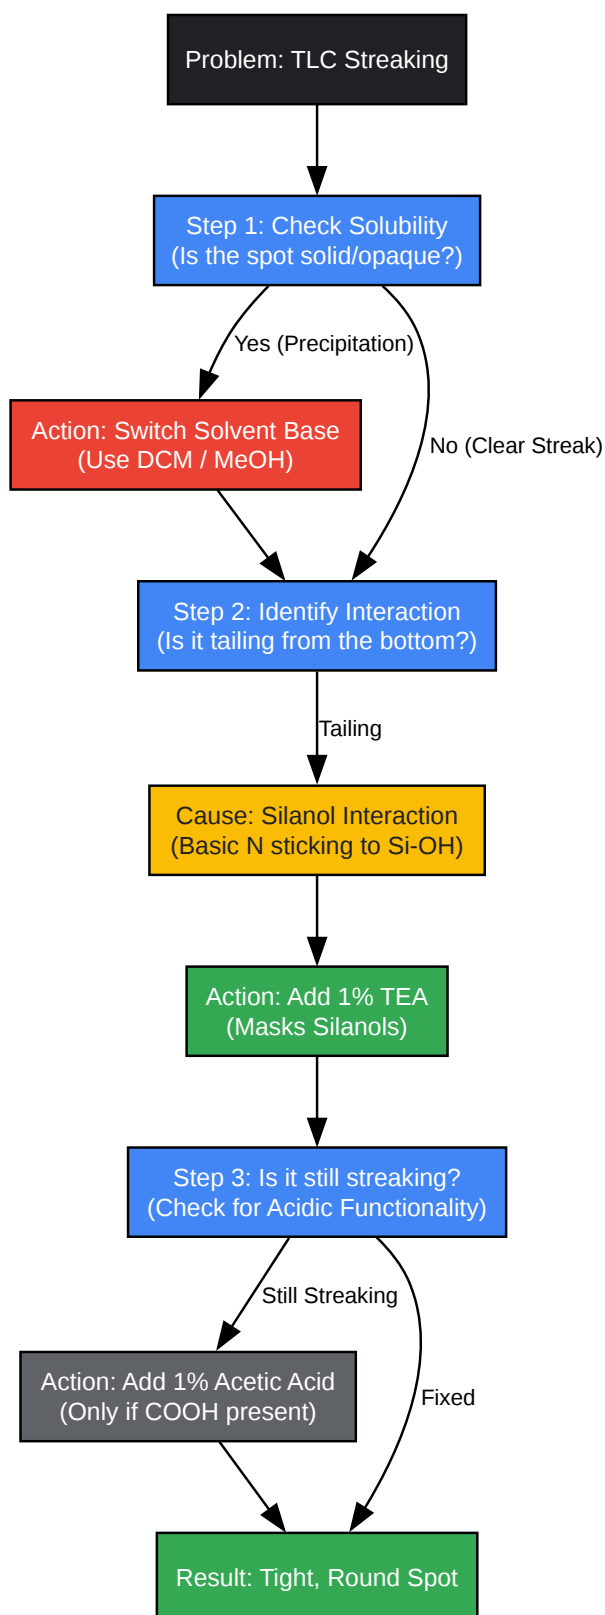 Problem: TLC Streaking
Step 1: Check Solubility
(Is the spot solid/opaque?)
Yes (Precipitation)
Action: Switch Solvent Base
(Use DCM / MeOH)
No (Clear Streak)
Step 2: Identify Interaction
(Is it tailing from the bottom?)
Tailing
Cause: Silanol Interaction
(Basic N sticking to Si-OH)
Action: Add 1% TEA
(Masks Silanols)
Step 3: Is it still streaking?
(Check for Acidic Functionality)
Still Streaking
Action: Add 1% Acetic Acid
(Only if COOH present)
Fixed
Result: Tight, Round Spot